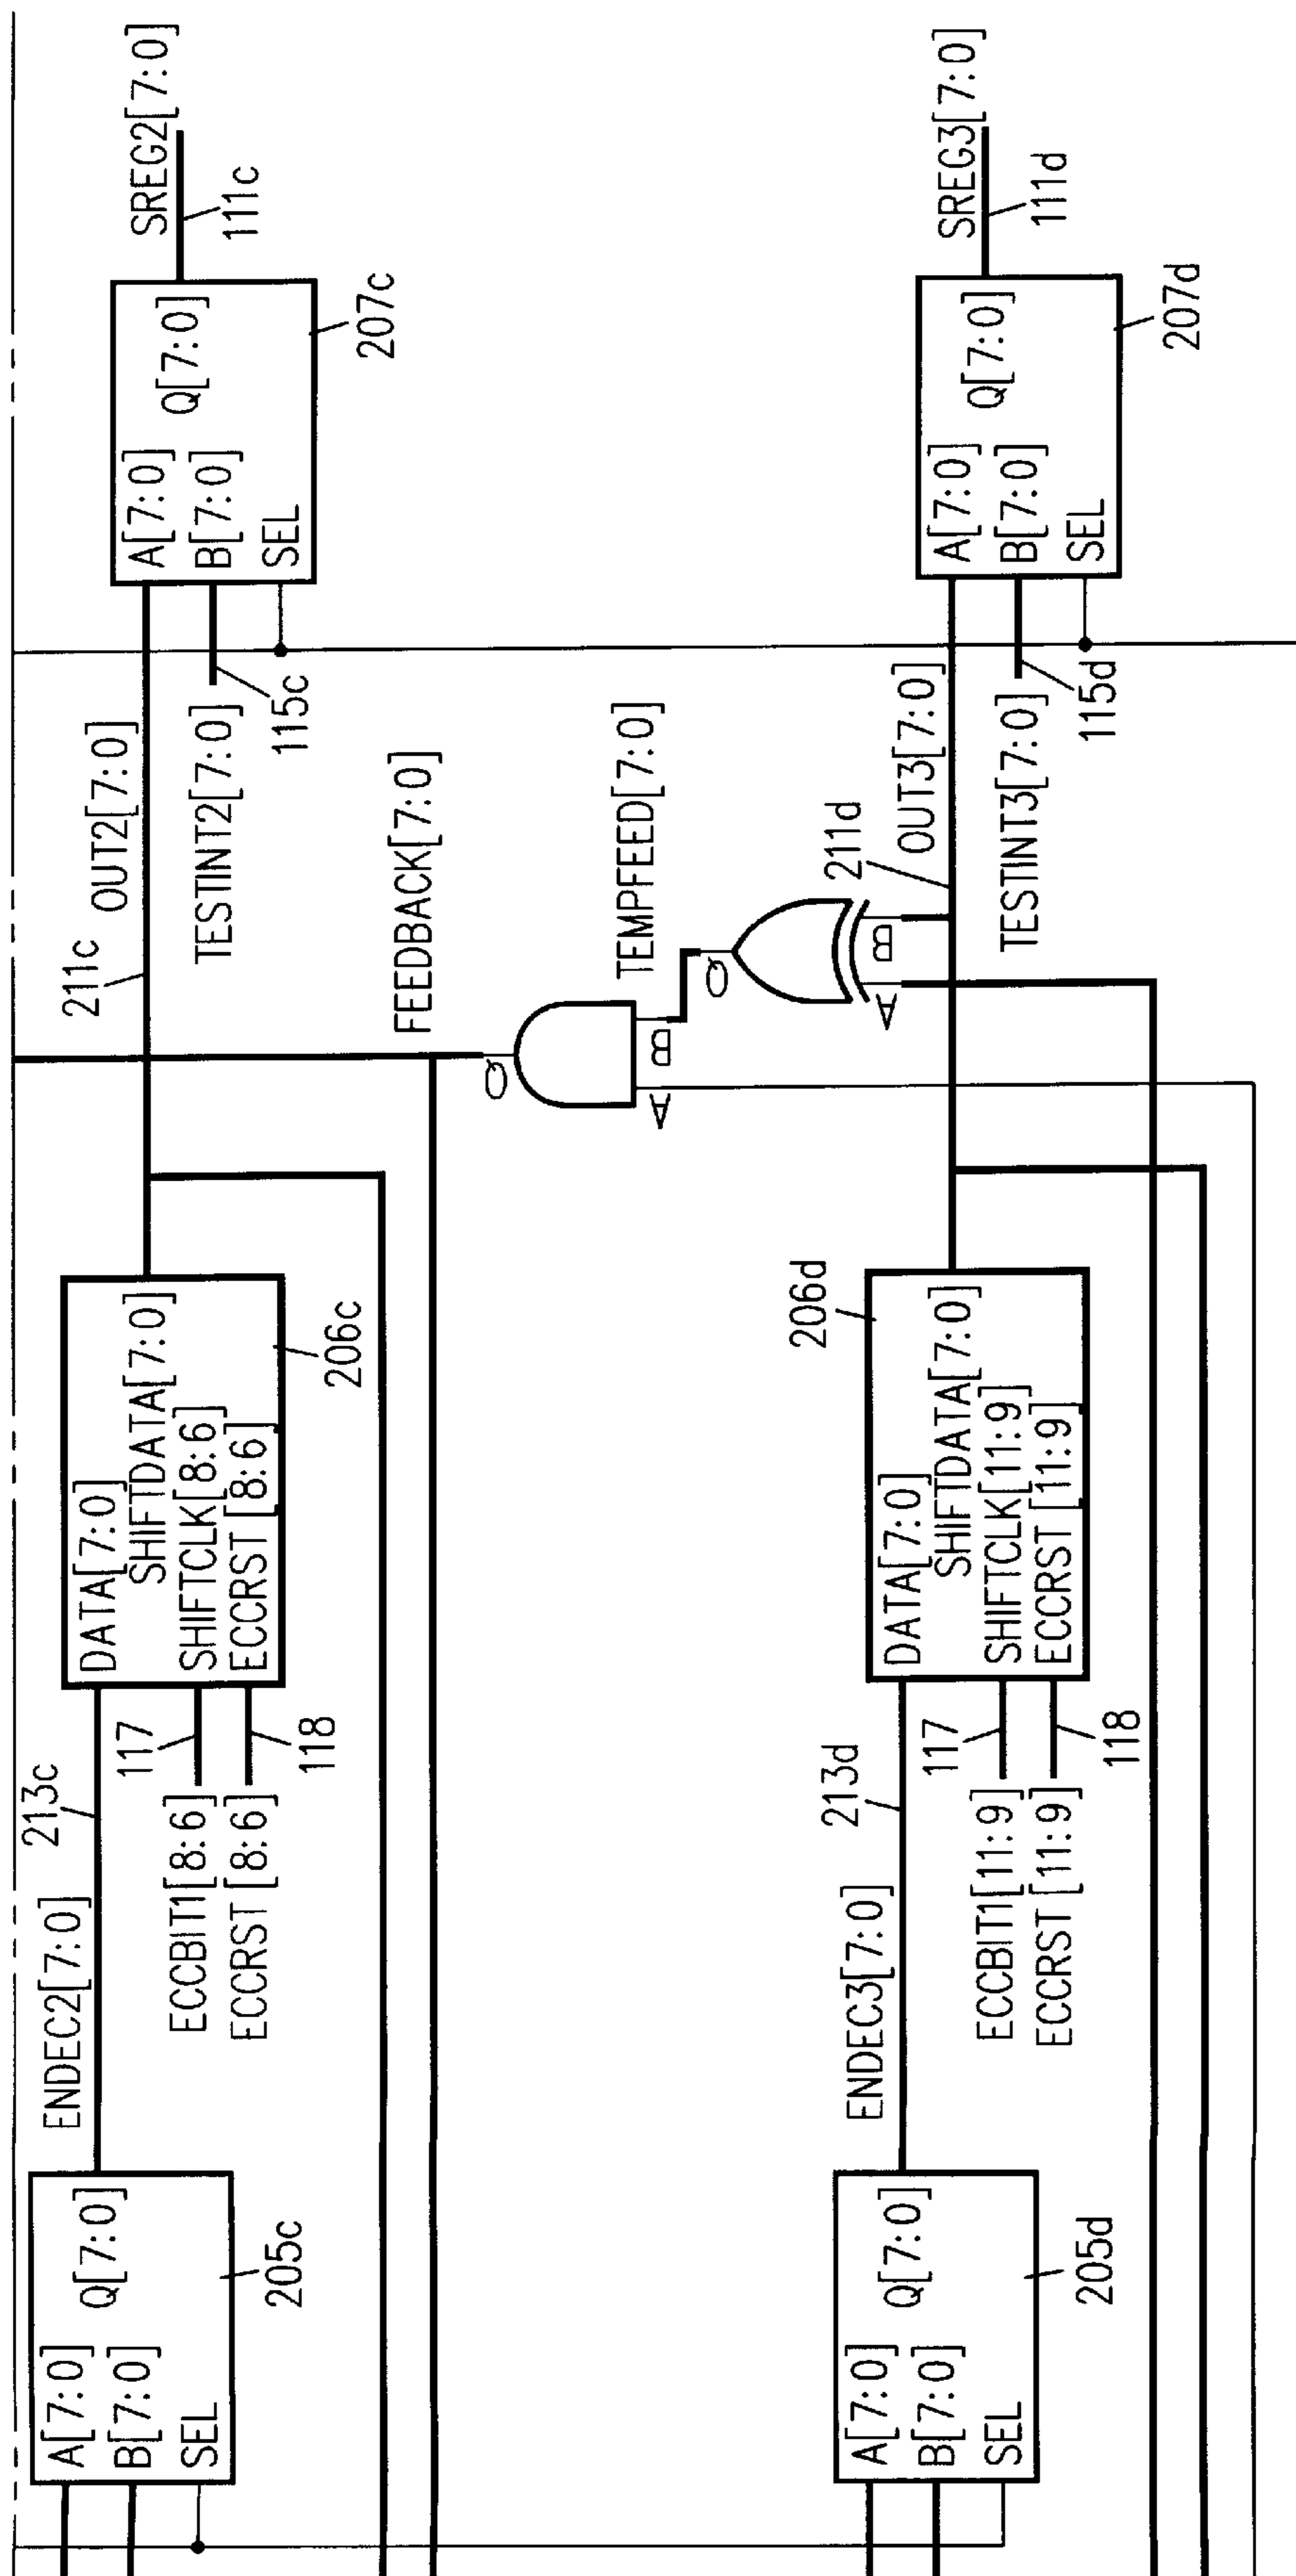 A[7:0]
B[7:0]
SEL
Q[7:0]
205c
ENDEC2[7:0]
213c
117
ECCBIT1[8:6]
ECCRST [8:6]
118
DATA[7:0]
SHIFTDATA[7:0]
SHIFTCLK[8:6]
ECCRST [8:6]
206c
211c
OUT2[7:0]
TESTINT2[7:0]
115c
A[7:0]
B[7:0]
SEL
Q[7:0]
207c
SREG2[7:0]
111c
FEEDBACK[7:0]
Q
A
B
TEMPFEED[7:0]
Q
A
B
A[7:0]
B[7:0]
SEL
Q[7:0]
205d
ENDEC3[7:0]
213d
117
ECCBIT1[11:9]
ECCRST [11:9]
118
DATA[7:0]
SHIFTDATA[7:0]
SHIFTCLK[11:9]
ECCRST [11:9]
206d
211d
OUT3[7:0]
TESTINT3[7:0]
115d
A[7:0]
B[7:0]
SEL
Q[7:0]
207d
SREG3[7:0]
111d